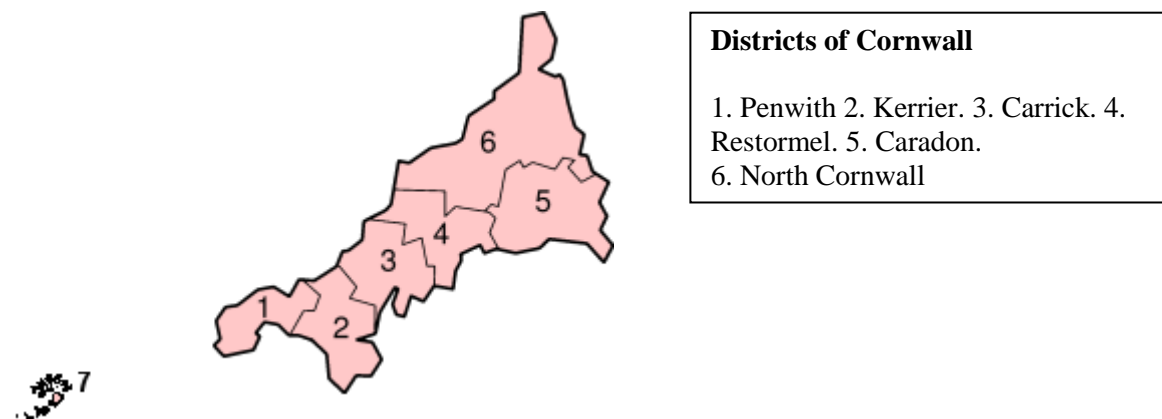 Districts of Cornwall
1. Penwith 2. Kerrier. 3. Carrick. 4.
Restormel. 5. Caradon.
6. North Cornwall
6
5
4
3
1
2
7